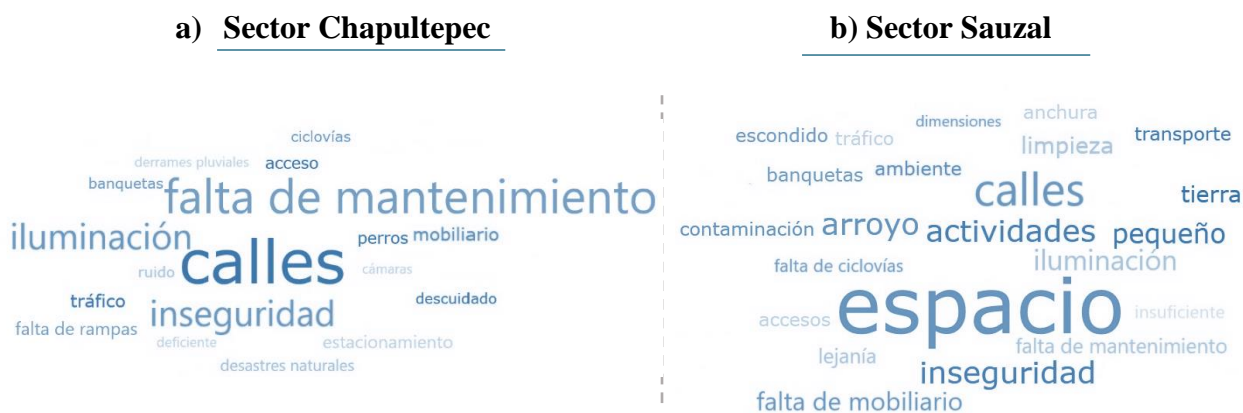 a) Sector Chapultepec
ciclovías
derrames pluviales acceso
banquetas
falta de mantenimiento
iluminación
calles
perros mobiliario
ruido
cámaras
tráfico
inseguridad
descuidado
falta de rampas
deficiente
estacionamiento
desastres naturales
b) Sector Sauzal
anchura
dimensiones
escondido tráfico
limpieza
transporte
banquetas ambiente
calles
tierra
contaminación arroyo actividades pequeño
falta de ciclovías
iluminación
espacio
accesos
insuficiente
lejanía
falta de mantenimiento
inseguridad
falta de mobiliario